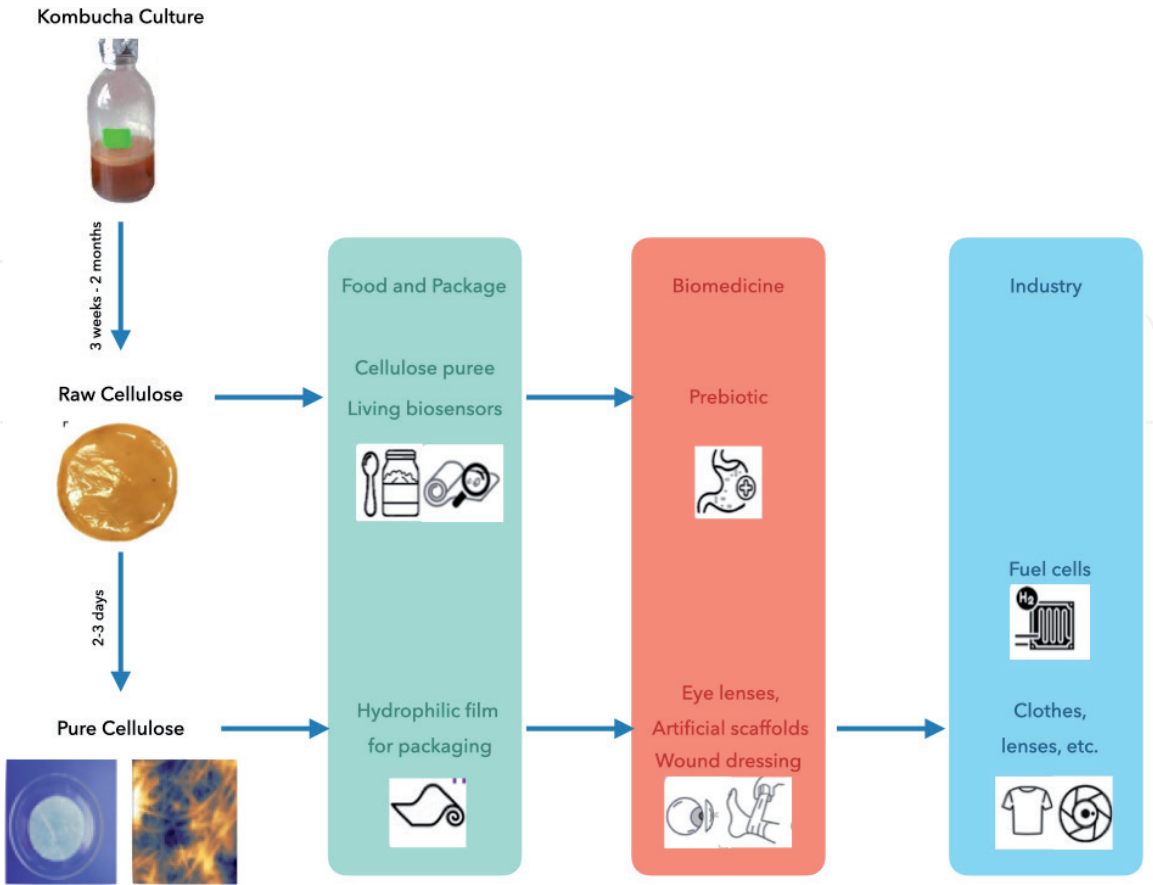 Kombucha Culture
3 weeks - 2 months
Food and Package
Biomedicine
Industry
Raw Cellulose
Cellulose puree
Living biosensors
Prebiotic
2-3 days
Fuel cells
H2
Pure Cellulose
Hydrophilic film
for packaging
Eye lenses,
Artificial scaffolds
Wound dressing
Clothes,
lenses, etc.